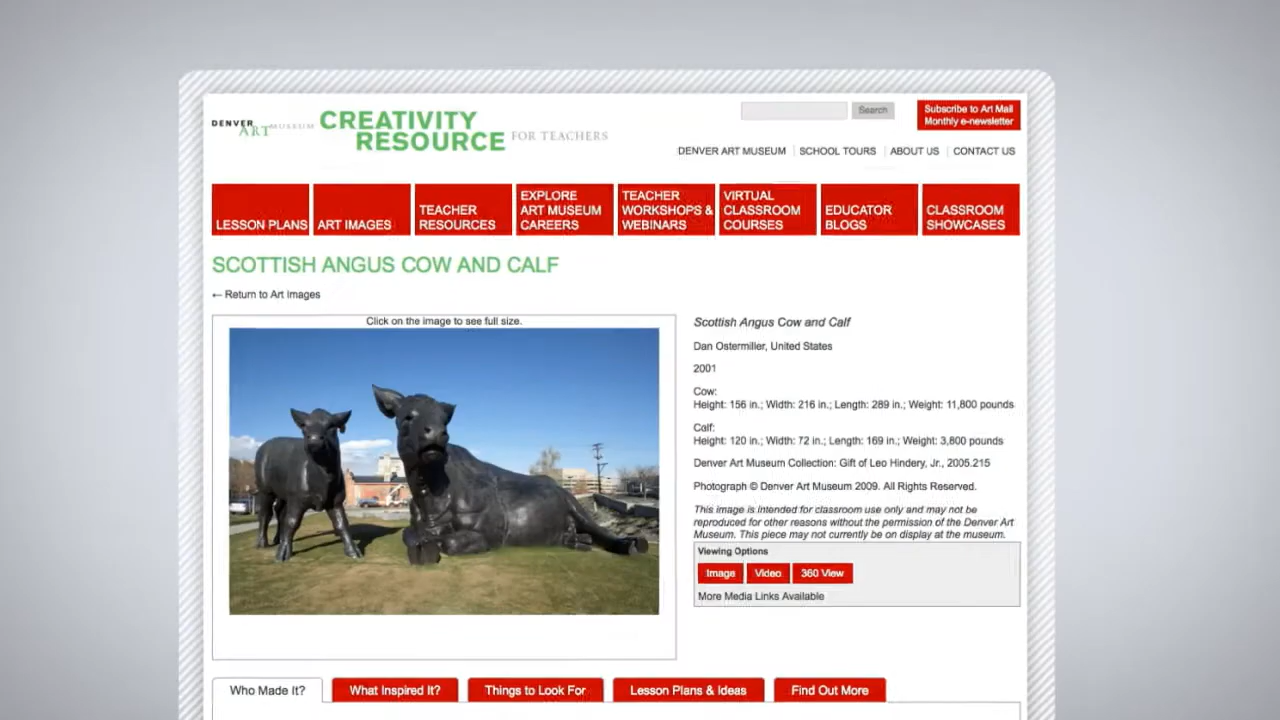 DENVER
ART MUSEUM
CREATIVITY
RESOURCE FOR TEACHERS
Search
Subscribe to Art Mail
Monthly e-newsletter
DENVER ART MUSEUM
SCHOOL TOURS
ABOUT US
CONTACT US
LESSON PLANS
ART IMAGES
TEACHER
RESOURCES
EXPLORE
ART MUSEUM
CAREERS
TEACHER
WORKSHOPS &
WEBINARS
VIRTUAL
CLASSROOM
COURSES
EDUCATOR
BLOGS
CLASSROOM
SHOWCASES
SCOTTISH ANGUS COW AND CALF
← Return to Art Images
Click on the image to see full size.
Scottish Angus Cow and Calf
Dan Ostermiller, United States
2001
Cow:
Height: 156 in.; Width: 216 in.; Length: 289 in.; Weight: 11,800 pounds
Calf:
Height: 120 in.; Width: 72 in.; Length: 169 in.; Weight: 3,800 pounds
Denver Art Museum Collection: Gift of Leo Hindery, Jr., 2005.215
Photograph © Denver Art Museum 2009. All Rights Reserved.
This image is intended for classroom use only and may not be
reproduced for other reasons without the permission of the Denver Art
Museum. This piece may not currently be on display at the museum.
Viewing Options
Image
Video
360 View
More Media Links Available
Who Made It?
What Inspired It?
Things to Look For
Lesson Plans & Ideas
Find Out More